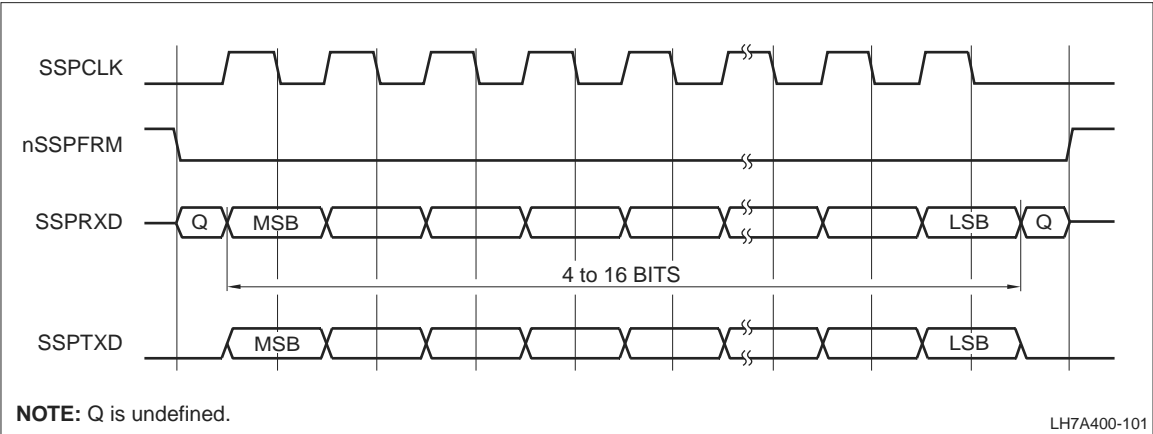 SSPCLK
nSSPFRM
SSPRXD Q MSB LSB Q
4 to 16 BITS
SSPTXD MSB LSB
NOTE: Q is undefined.
LH7A400-101